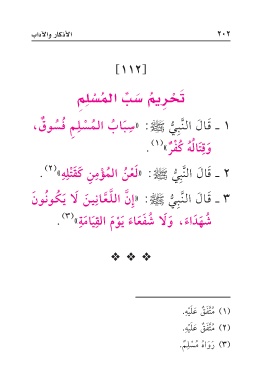 ٢٠٢ الأذكار والآداب
[١١٢]
تَحْرِيمُ سَبِّ المُسْلِمِ
١ ـ قَالَ النَّبِيُّ ﷺ : «سِبَابُ المُسْلِمِ فُسُوقٌ،
وَقِتَالُهُ كُفْرٌ»(١).
٢ ـ قَالَ النَّبِيُّ ﷺ : «لَعْنُ المُؤْمِنِ كَقَتْلِهِ»(٢).
٣ ـ قَالَ النَّبِيُّ ﷺ : «إِنَّ اللَّعَّانِينَ لَا يَكُونُونَ
شُهَدَاءَ، وَلَا شُفَعَاءَ يَوْمَ القِيَامَةِ»(٣).
(١) مُتَّفَقٌ عَلَيْهِ.
(٢) مُتَّفَقٌ عَلَيْهِ.
(٣) رَوَاهُ مُسْلِمٌ.